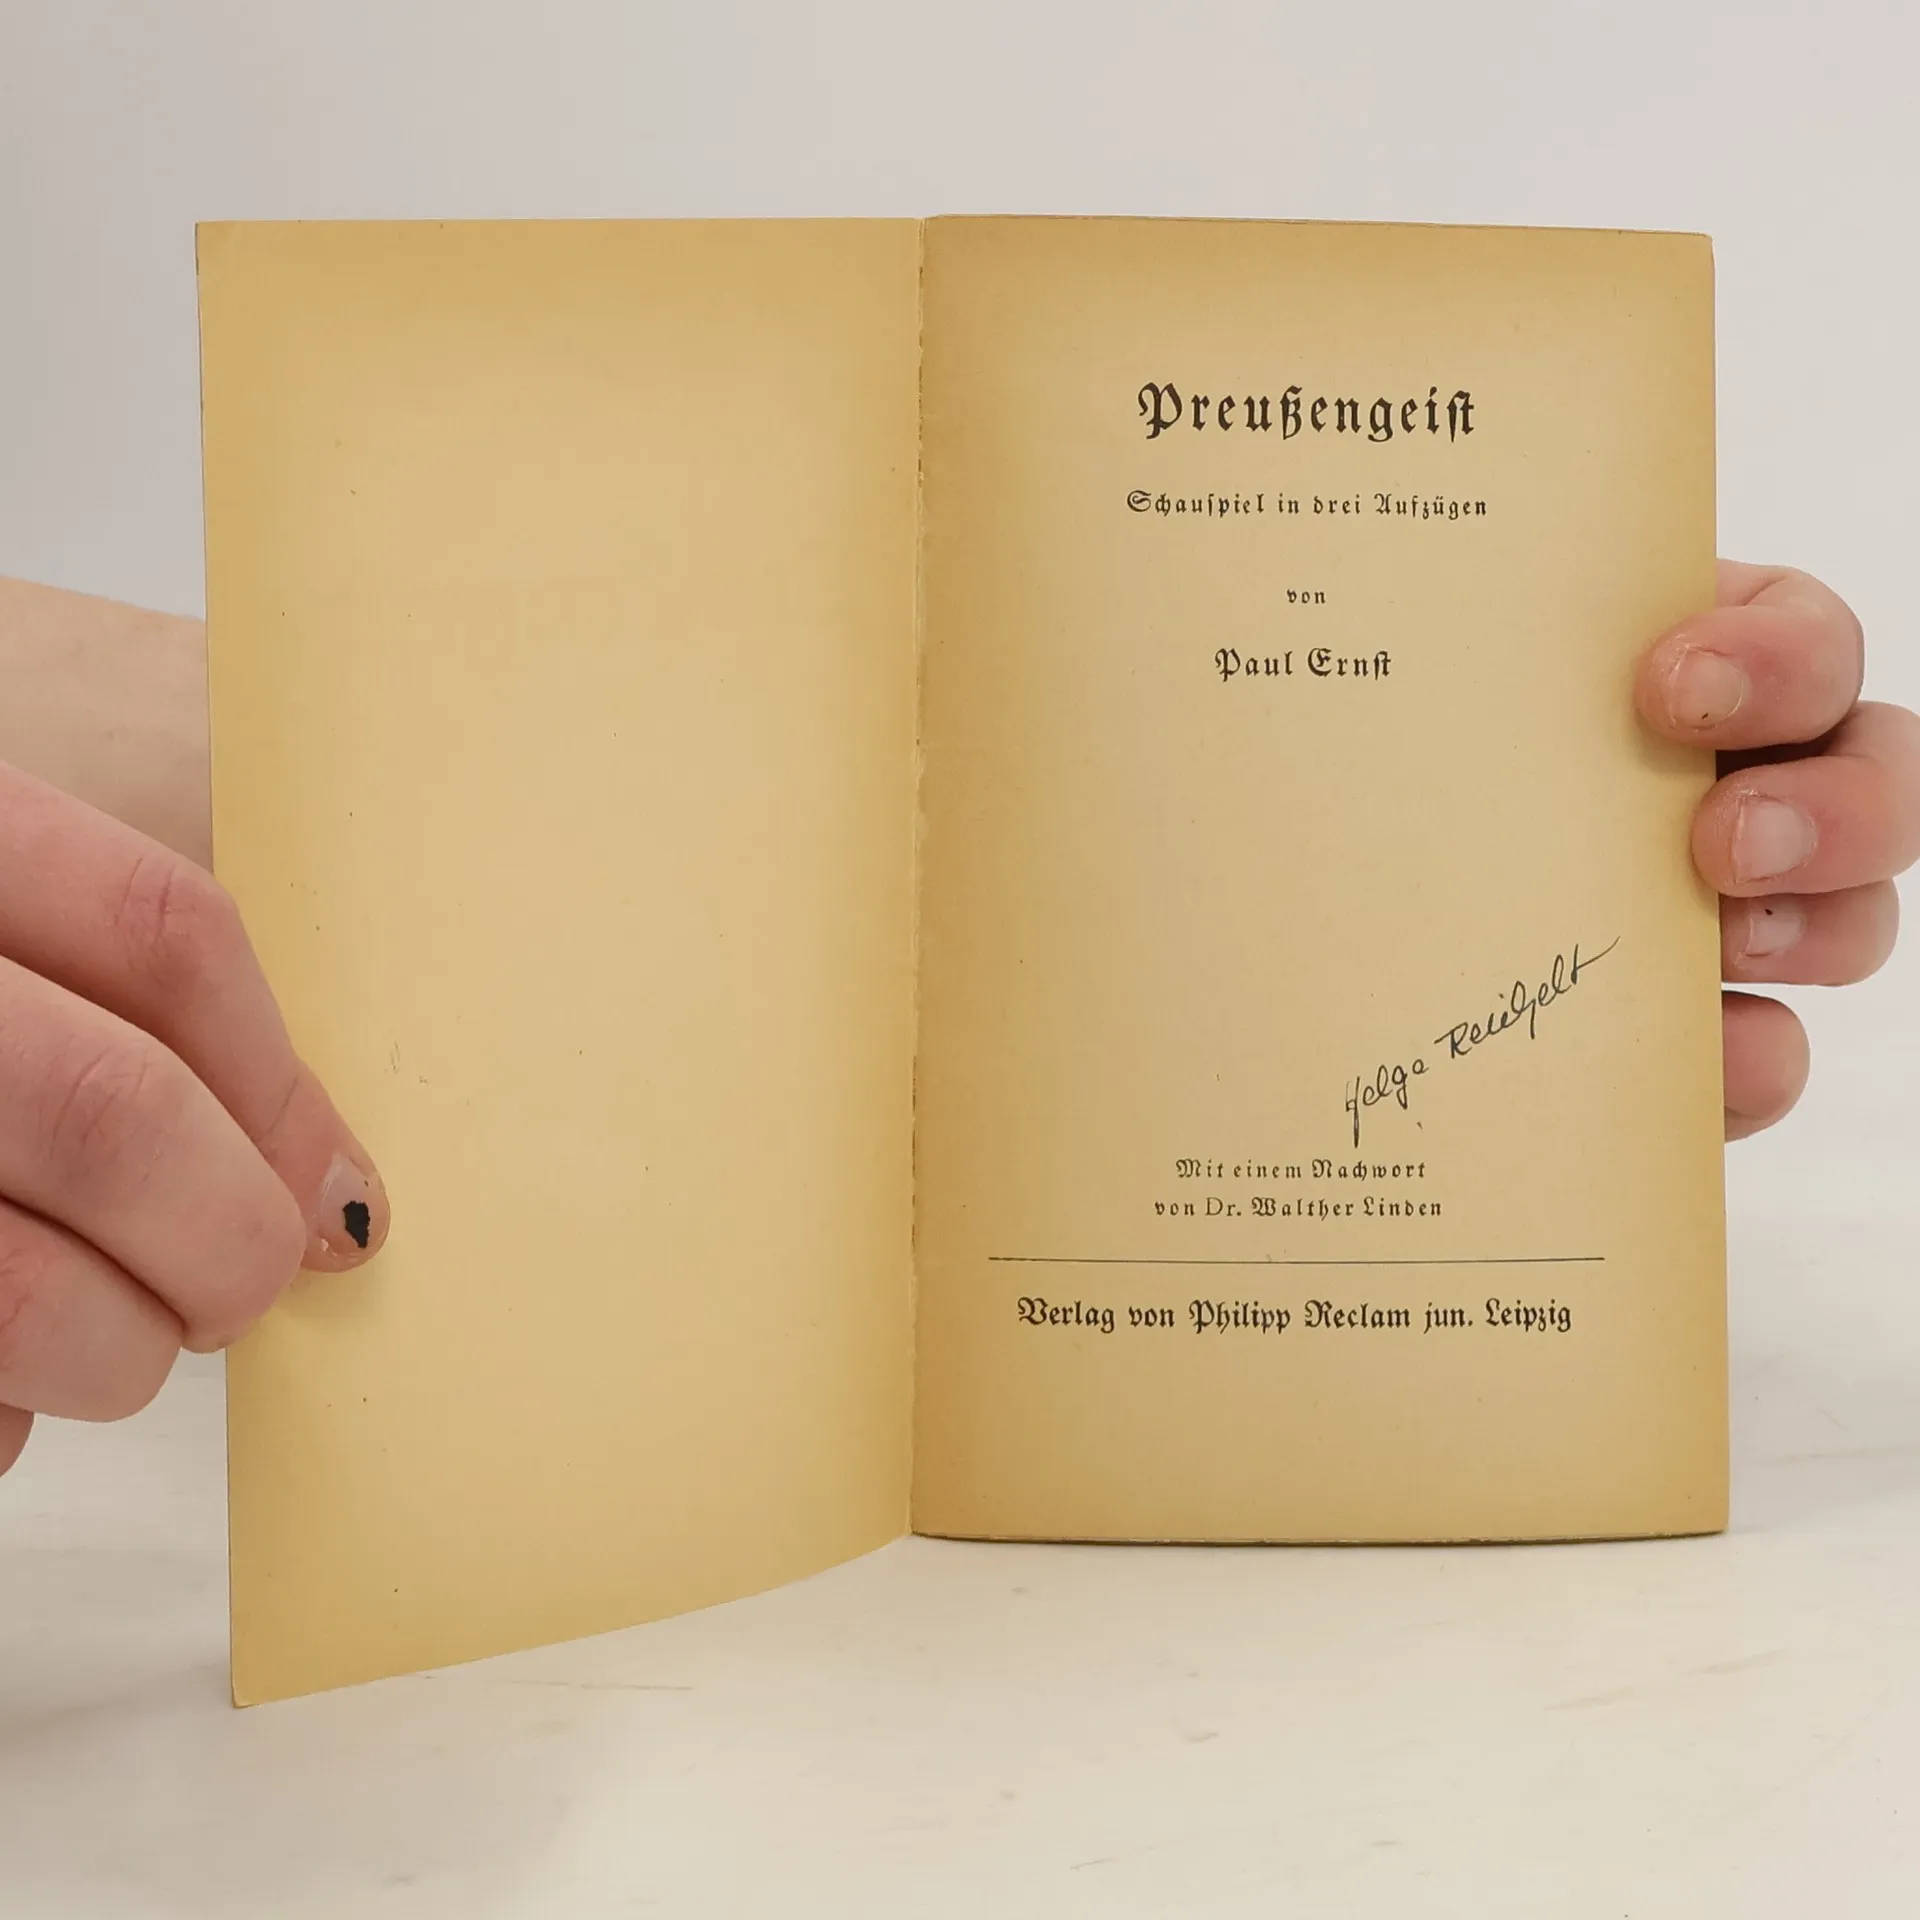 Preußengeist
Schauſpiel in drei Aufzügen
von
Paul Ernſt
Helga
Mit einem Nachwort
von Dr. Walther Linden
Verlag von Philipp Reclam jun. Leipzig